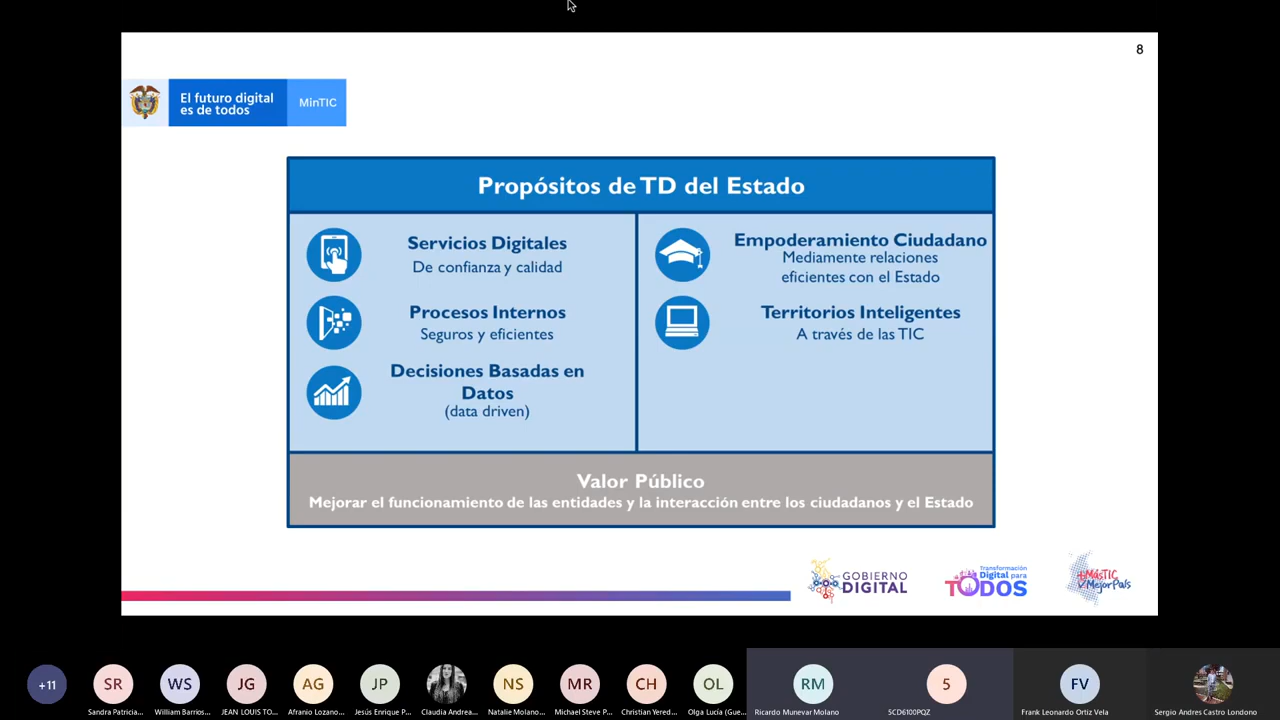 8
El futuro digital
es de todos
MinTIC
Propósitos de TD del Estado
Servicios Digitales
De confianza y calidad
Procesos Internos
Seguros y eficientes
Decisiones Basadas en
Datos
(data driven)
Empoderamiento Ciudadano
Mediamente relaciones
eficientes con el Estado
Territorios Inteligentes
A través de las TIC
Valor Público
Mejorar el funcionamiento de las entidades y la interacción entre los ciudadanos y el Estado
GOBIERNO
DIGITAL
Transformación
Digital para
TODOS
#MásTIC
MejorPaís
+11
SR
WS
JG
AG
JP
NS
MR
CH
OL
RM
5
FV
Sandra Patricia...
William Barrios...
JEAN LOUIS TO...
Afranio Lozano...
Jesús Enrique P...
Claudia Andrea...
Natalie Molano...
Michael Steve P...
Christian Yered...
Olga Lucía (Gue...
Ricardo Munevar Molano
5CD6100PQZ
Frank Leonardo Ortiz Vela
Sergio Andres Castro Londono